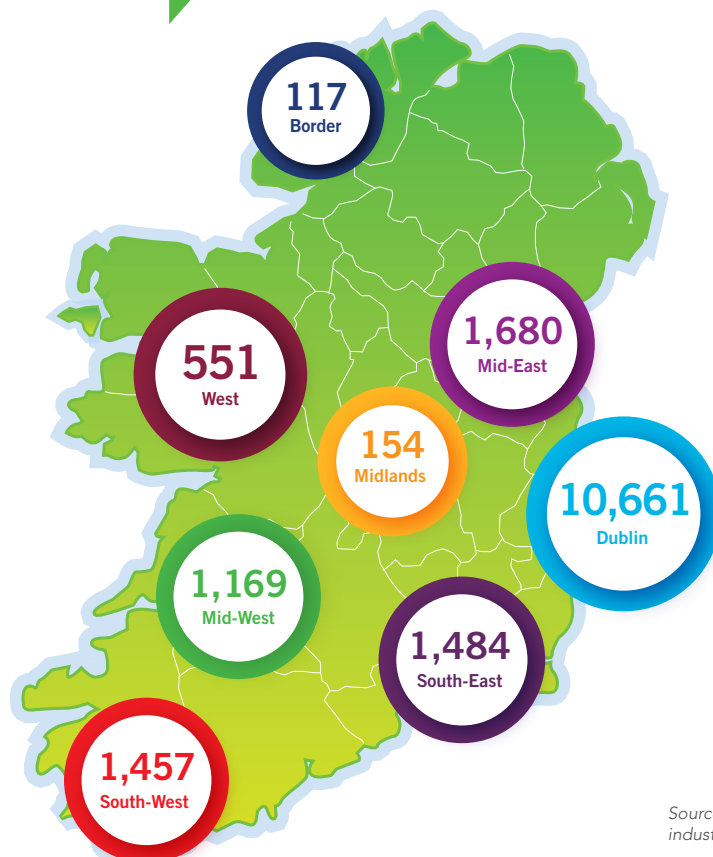 117
Border
1,680
Mid-East
551
West
154
Midlands
10,661
Dublin
1,169
Mid-West
1,484
South-East
1,457
South-West